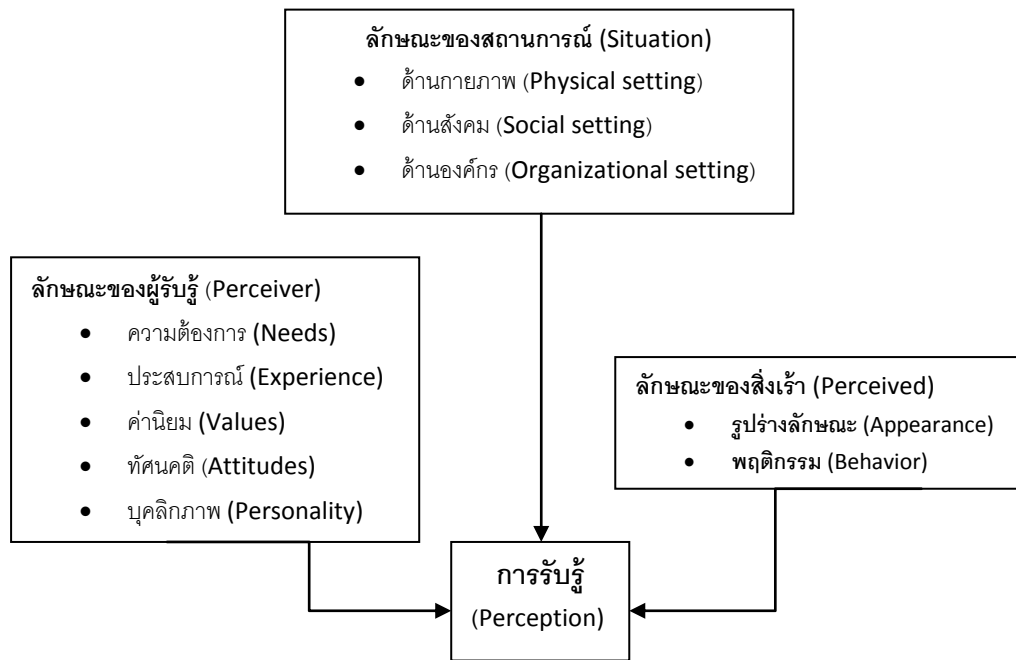 ลักษณะของสถานการณ์ (Situation)
• ด้านกายภาพ (Physical setting)
• ด้านสังคม (Social setting)
• ด้านองค์กร (Organizational setting)
ลักษณะของผู้รับรู้ (Perceiver)
• ความต้องการ (Needs)
• ประสบการณ์ (Experience)
• ค่านิยม (Values)
• ทัศนคติ (Attitudes)
• บุคลิกภาพ (Personality)
ลักษณะของสิ่งเร้า (Perceived)
• รูปร่างลักษณะ (Appearance)
• พฤติกรรม (Behavior)
การรับรู้
(Perception)